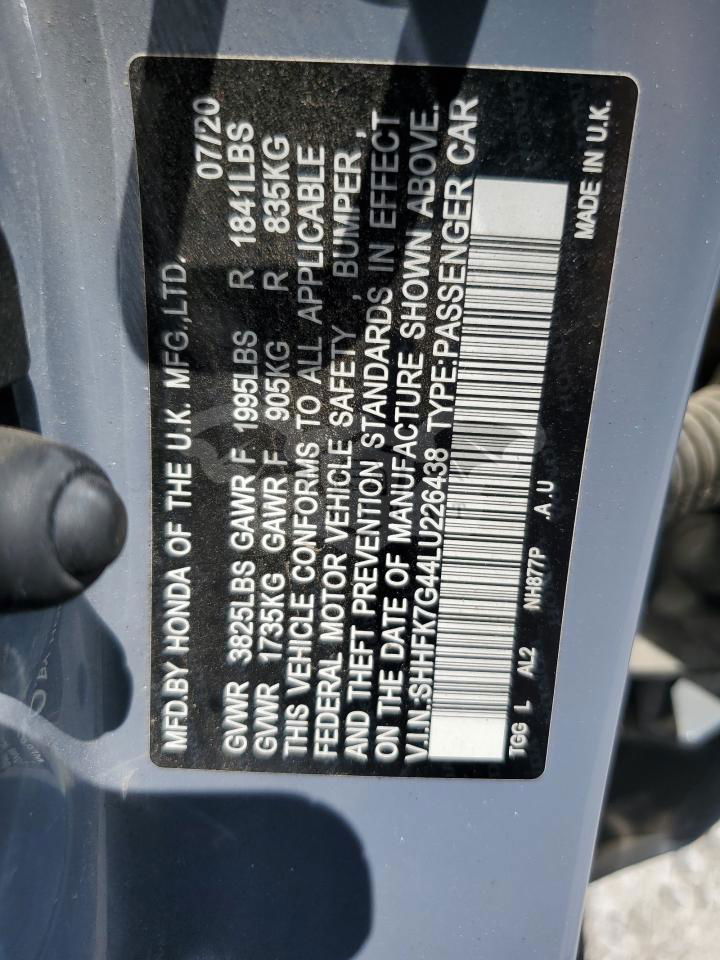 MFD.BY HONDA OF THE U.K. MFG.,LTD. 07/20
GVWR 3825LBS GAWR F 1995LBS R 1841LBS
GVWR 1735KG GAWR F 905KG R 835KG
THIS VEHICLE CONFORMS TO ALL APPLICABLE
FEDERAL MOTOR VEHICLE SAFETY , BUMPER ,
AND THEFT PREVENTION STANDARDS IN EFFECT
ON THE DATE OF MANUFACTURE SHOWN ABOVE.
V.I.N.:SHHFK7G44LU226438 TYPE:PASSENGER CAR
TGG L AL2 NH877P .A .U MADE IN U.K.